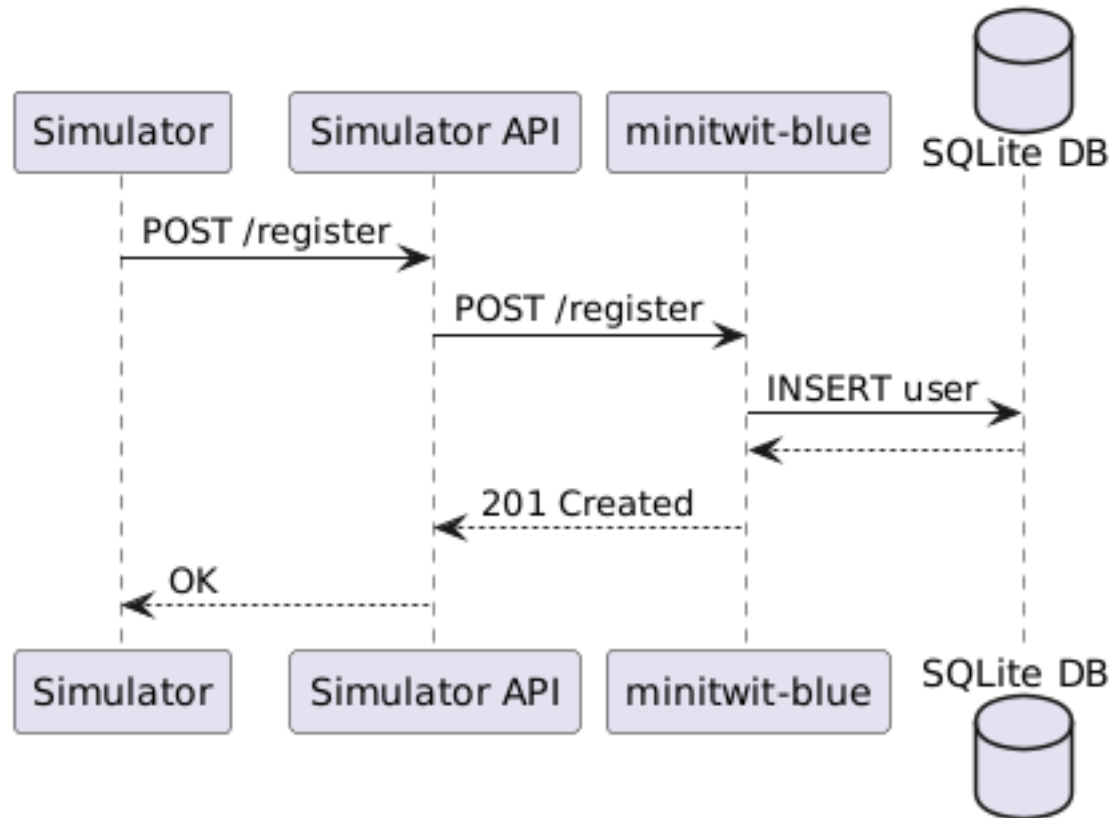 Simulator
Simulator API
minitwit-blue
SQLite DB
POST /register
POST /register
INSERT user
201 Created
OK
Simulator
Simulator API
minitwit-blue
SQLite DB